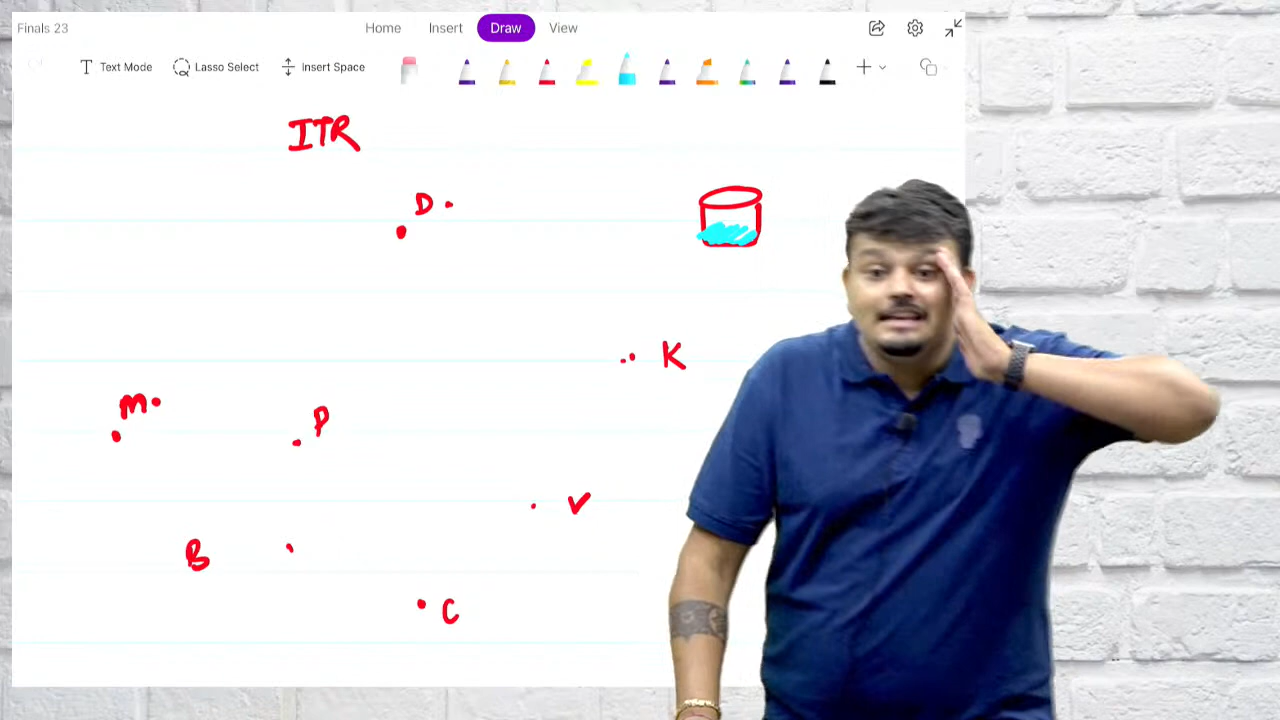 Finals 23
Home Insert Draw View
Text Mode Lasso Select Insert Space
ITR
D
K
M
P
V
B
C